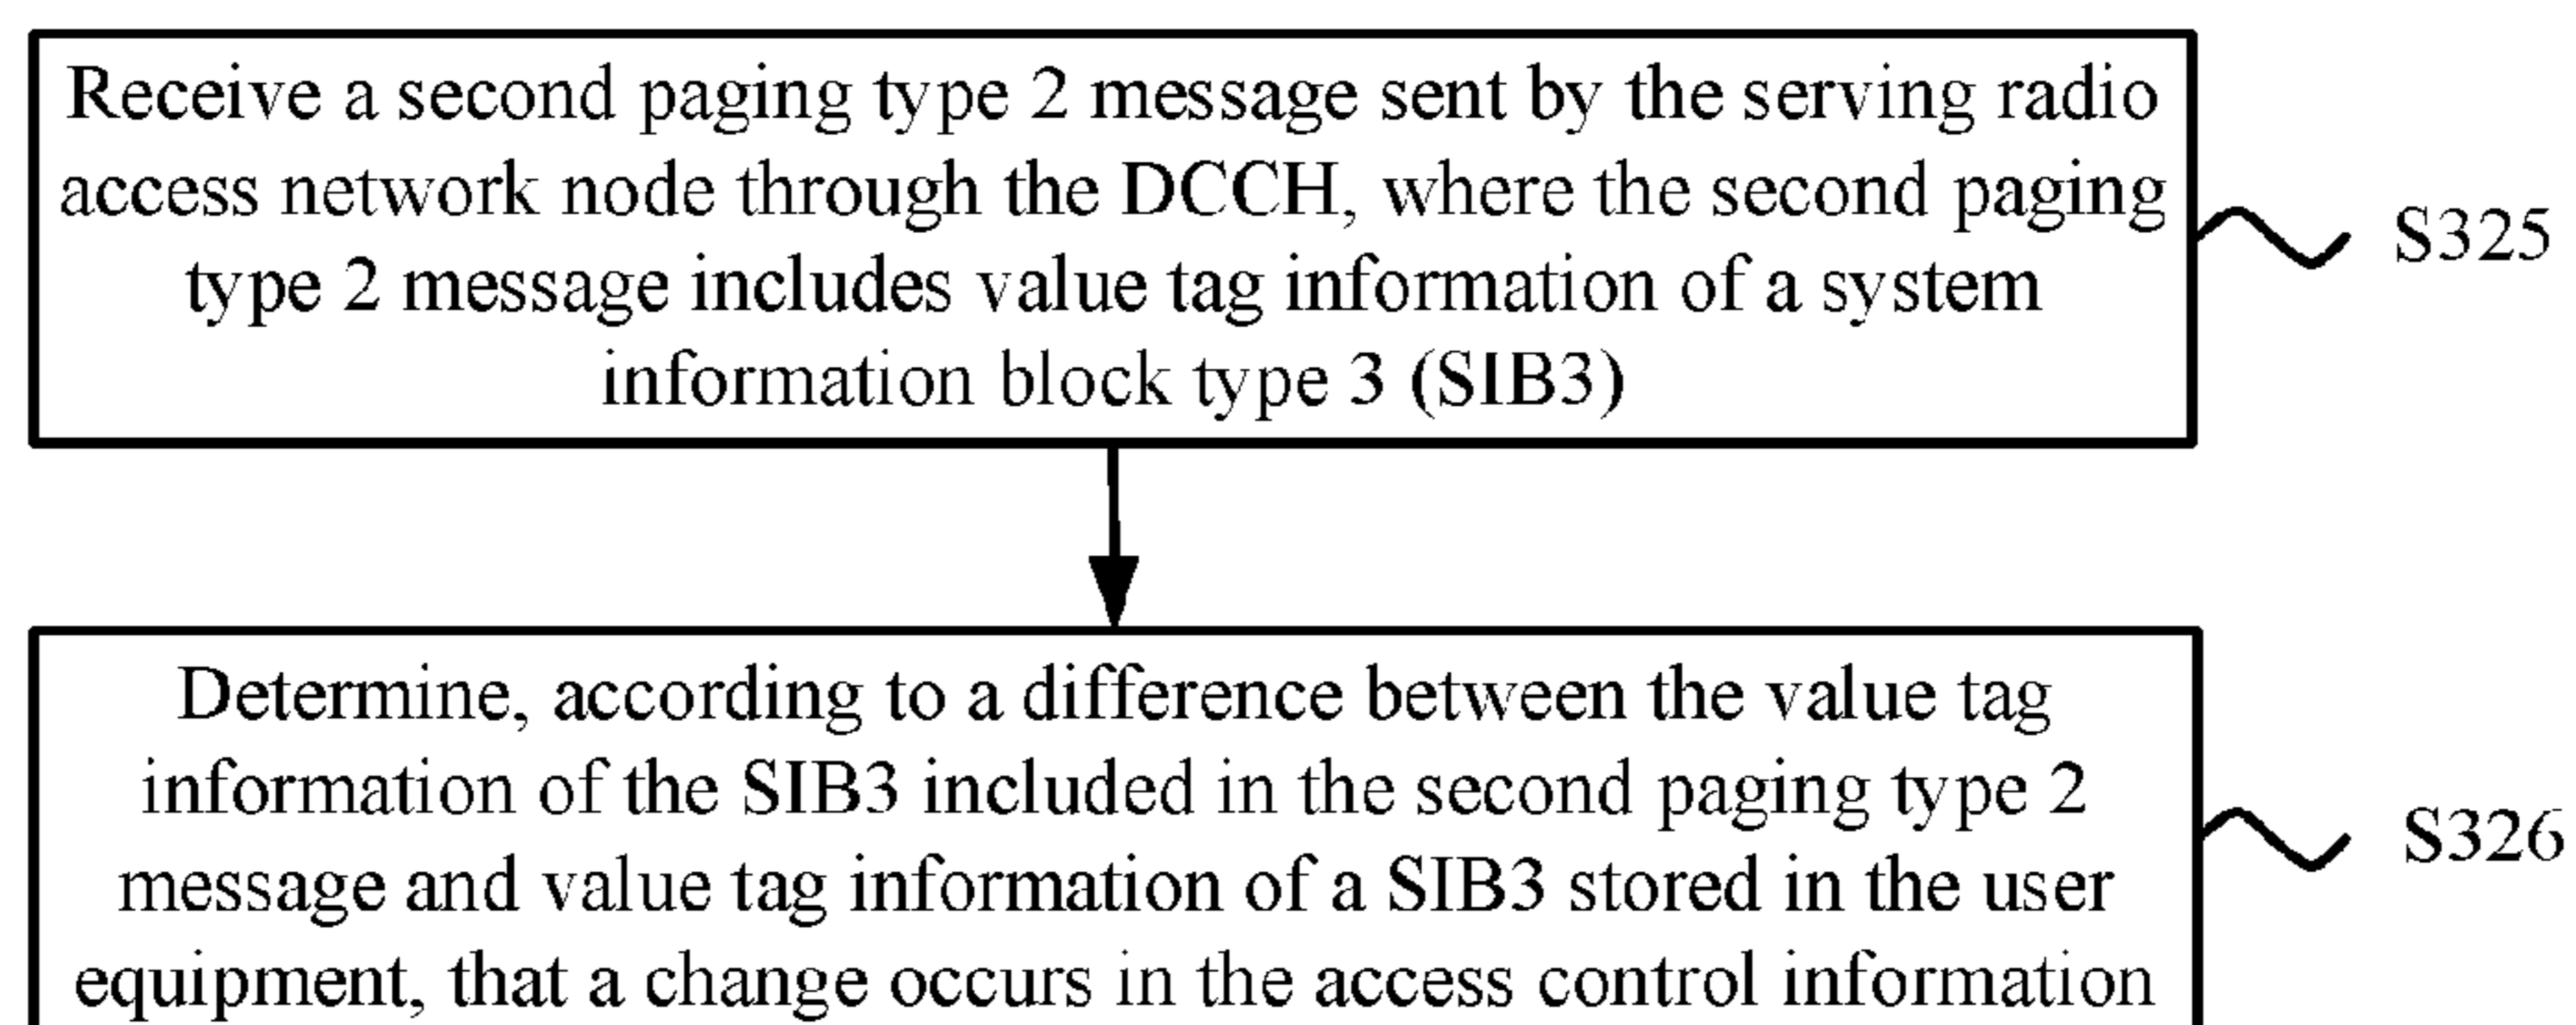 Receive a second paging type 2 message sent by the serving radio
access network node through the DCCH, where the second paging
type 2 message includes value tag information of a system
information block type 3 (SIB3)
S325
Determine, according to a difference between the value tag
information of the SIB3 included in the second paging type 2
message and value tag information of a SIB3 stored in the user
equipment, that a change occurs in the access control information
S326